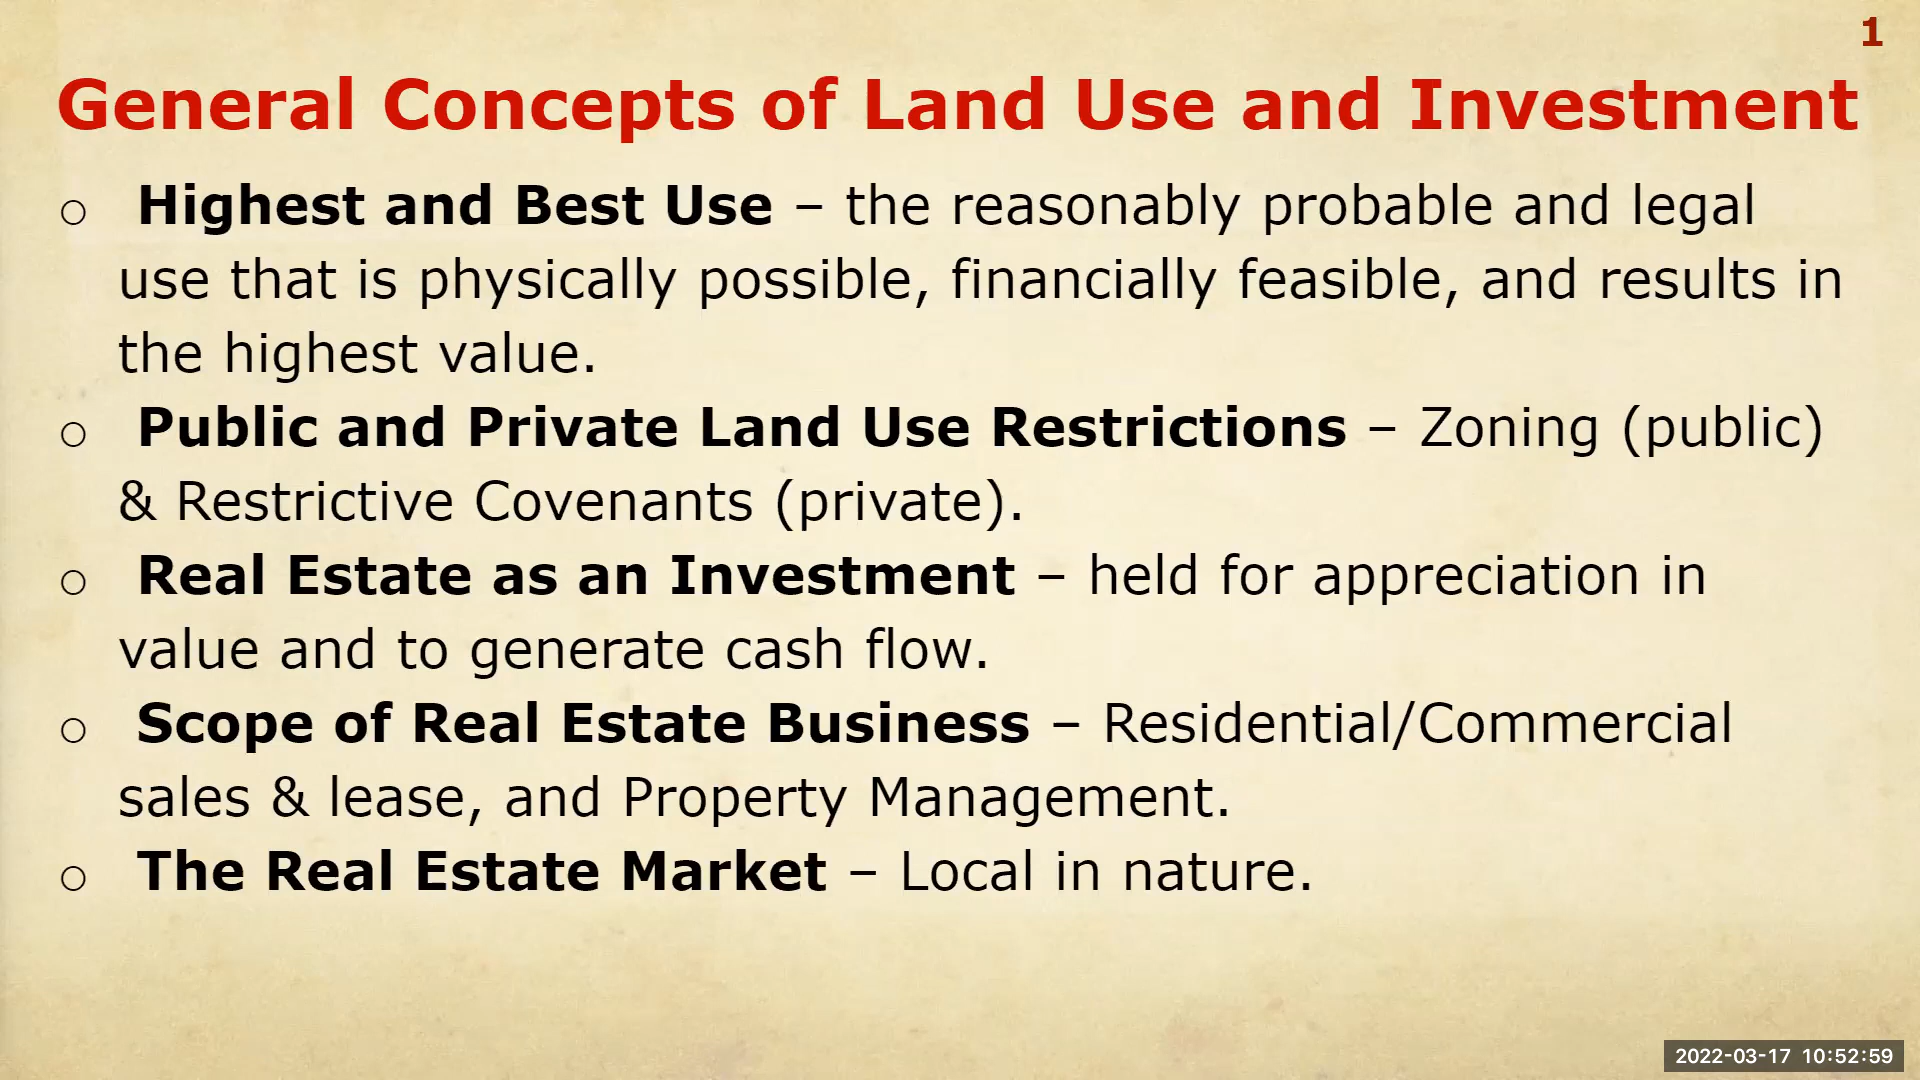 1
General Concepts of Land Use and Investment
o Highest and Best Use – the reasonably probable and legal
use that is physically possible, financially feasible, and results in
the highest value.
o Public and Private Land Use Restrictions – Zoning (public)
& Restrictive Covenants (private).
o Real Estate as an Investment – held for appreciation in
value and to generate cash flow.
o Scope of Real Estate Business – Residential/Commercial
sales & lease, and Property Management.
o The Real Estate Market – Local in nature.
2022-03-17 10:52:59